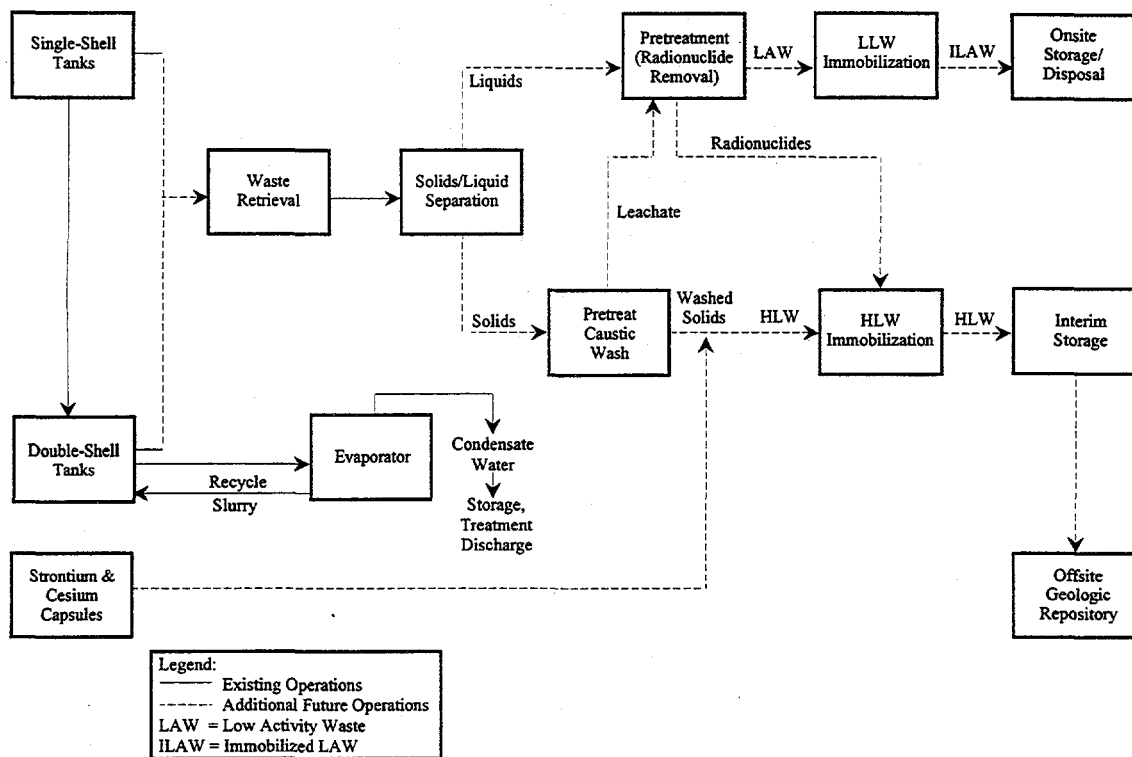 Single-Shell
Tanks
Pretreatment
(Radionuclide
Removal)
LAW
LLW
Immobilization
ILAW
Onsite
Storage/
Disposal
Liquids
Radionuclides
Waste
Retrieval
Solids/Liquid
Separation
Leachate
Solids
Pretreat
Caustic
Wash
Washed
Solids
HLW
HLW
Immobilization
HLW
Interim
Storage
Double-Shell
Tanks
Recycle
Slurry
Evaporator
Condensate
Water
Storage,
Treatment
Discharge
Strontium &
Cesium
Capsules
Offsite
Geologic
Repository
Legend:
Existing Operations
Additional Future Operations
LAW = Low Activity Waste
ILAW = Immobilized LAW